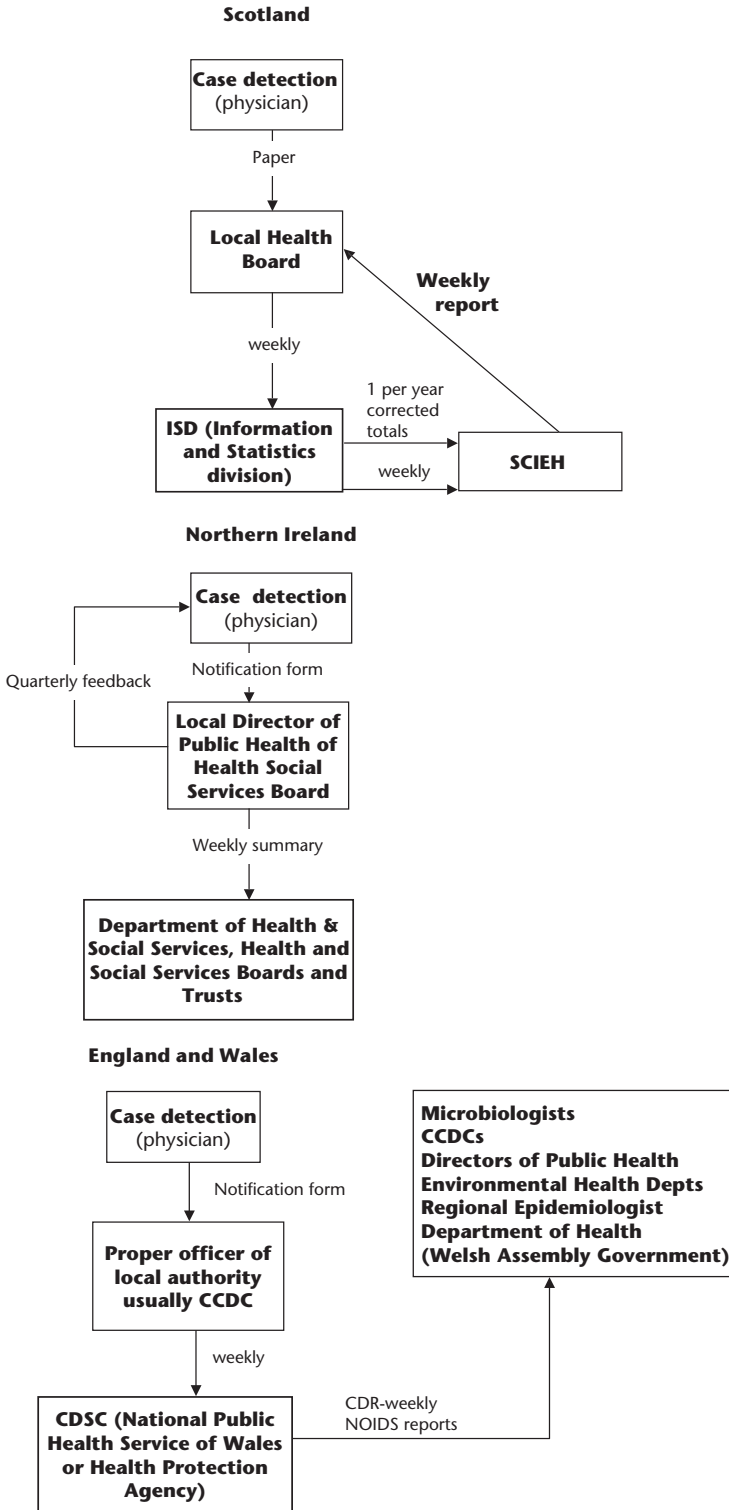 Scotland
Case detection
(physician)
Paper
Local Health
Board
Weekly
report
weekly
1 per year
corrected
totals
ISD (Information
and Statistics
division)
weekly
SCIEH
Northern Ireland
Case detection
(physician)
Quarterly feedback
Notification form
Local Director of
Public Health of
Health Social
Services Board
Weekly summary
Department of Health &
Social Services, Health and
Social Services Boards and
Trusts
England and Wales
Case detection
(physician)
Notification form
Proper officer of
local authority
usually CCDC
weekly
CDSC (National Public
Health Service of Wales
or Health Protection
Agency)
CDR-weekly
NOIDS reports
Microbiologists
CCDCs
Directors of Public Health
Environmental Health Depts
Regional Epidemiologist
Department of Health
(Welsh Assembly Government)